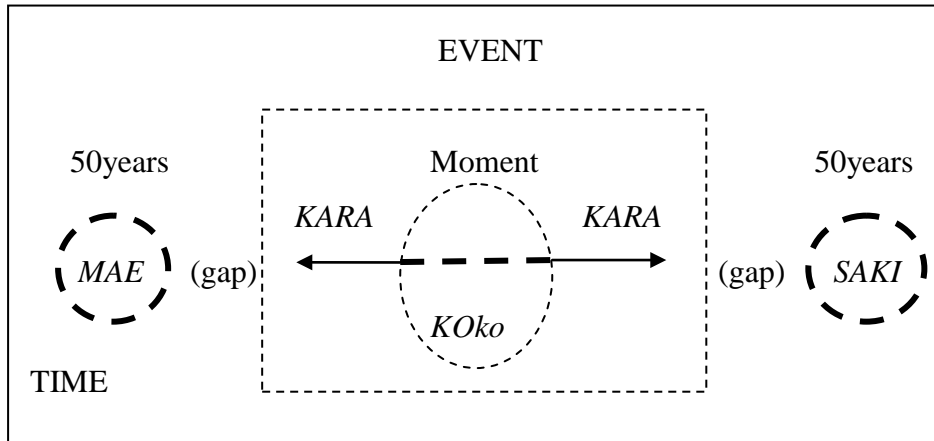 EVENT
50years Moment 50years
KARA KARA
MAE (gap) (gap) SAKI
KOko
TIME